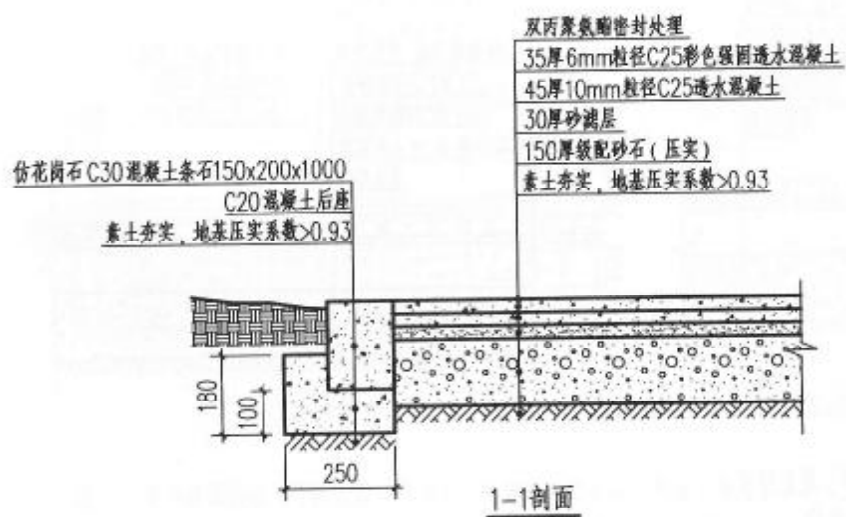 双丙聚氨酯密封处理
35厚6mm粒径C25彩色强固透水混凝土
45厚10mm粒径C25透水混凝土
30厚砂滤层
150厚级配砂石(压实)
素土夯实，地基压实系数>0.93
仿花岗石C30混凝土条石150x200x1000
C20混凝土后座
素土夯实，地基压实系数>0.93
180
100
250
1-1剖面